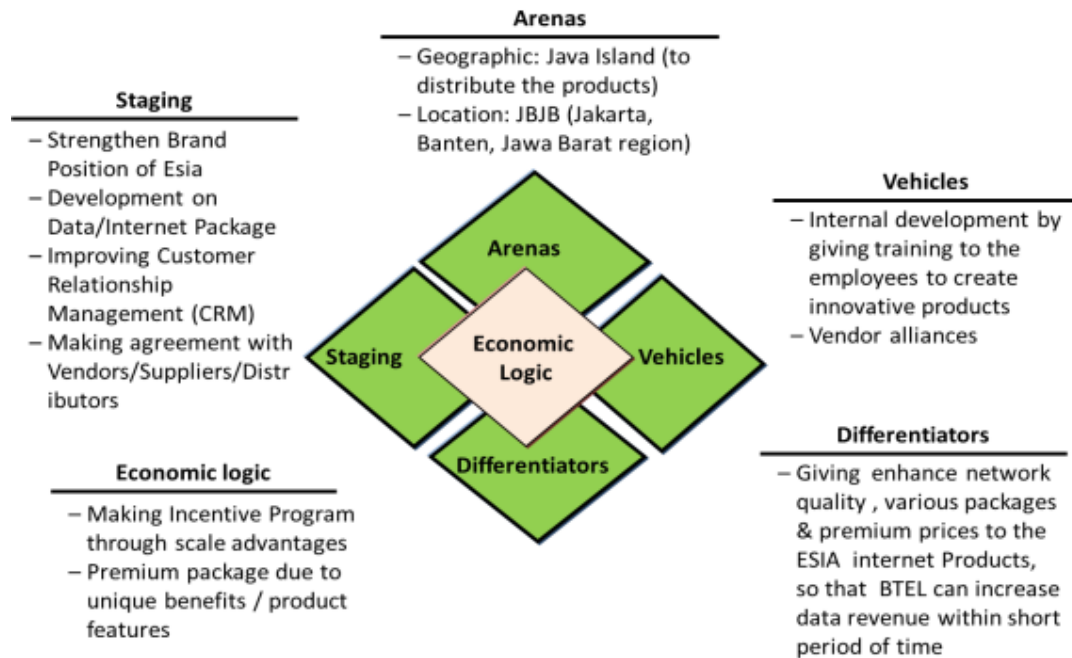 Arenas
– Geographic: Java Island (to
distribute the products)
– Location: JBJB (Jakarta,
Banten, Jawa Barat region)
Staging
– Strengthen Brand
Position of Esia
– Development on
Data/Internet Package
– Improving Customer
Relationship
Management (CRM)
– Making agreement with
Vendors/Suppliers/Distr
ibutors
Vehicles
– Internal development by
giving training to the
employees to create
innovative products
– Vendor alliances
Arenas
Staging
Economic
Logic
Vehicles
Differentiators
Economic logic
– Making Incentive Program
through scale advantages
– Premium package due to
unique benefits / product
features
Differentiators
– Giving enhance network
quality , various packages
& premium prices to the
ESIA internet Products,
so that BTEL can increase
data revenue within short
period of time